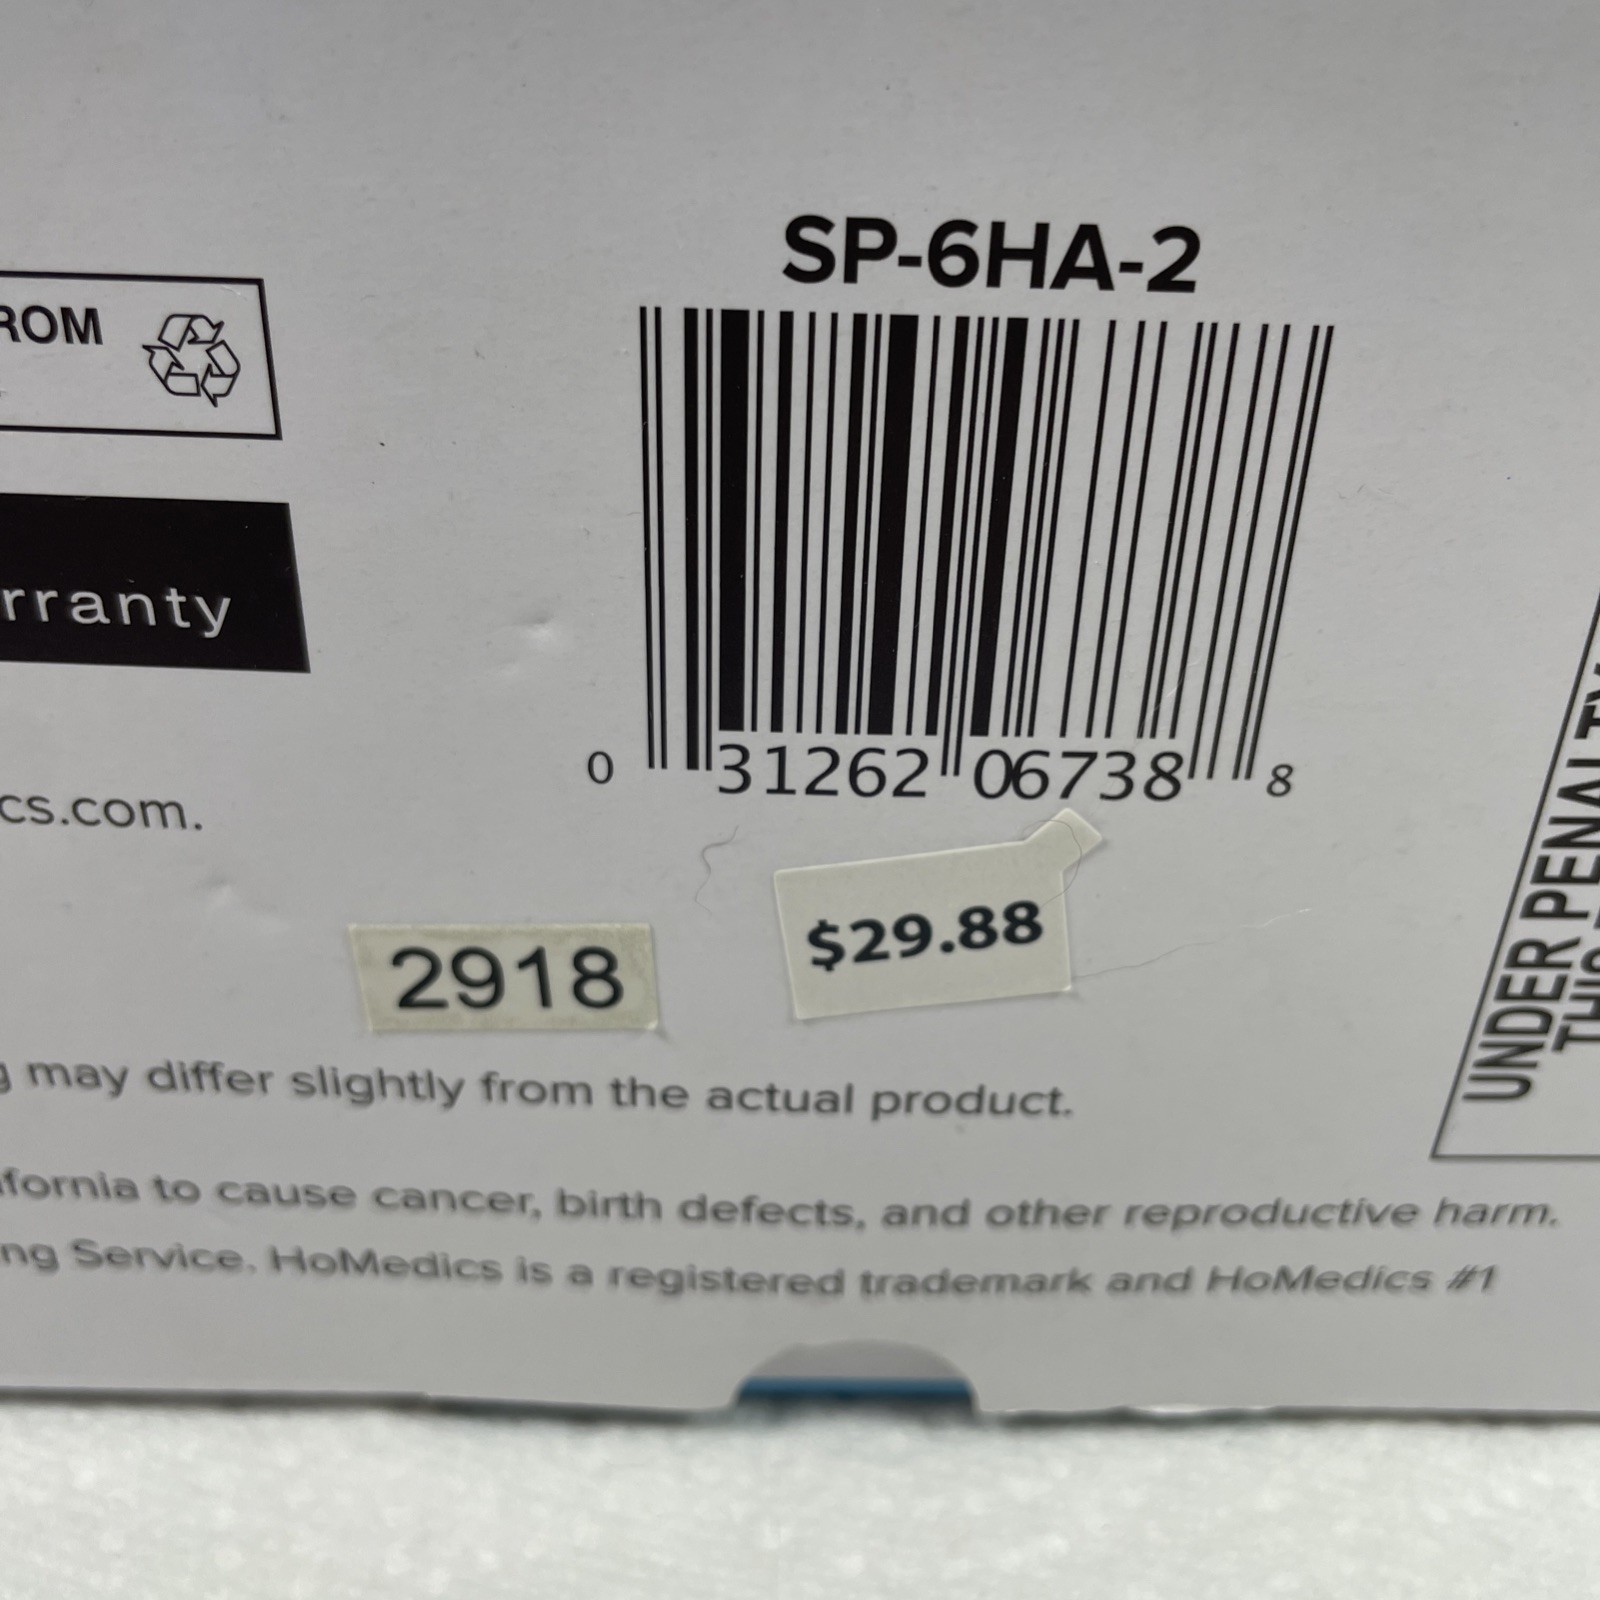 SP-6HA-2
ROM
rranty
0 31262 06738 8
cs.com.
$29.88
2918
UNDER PENALTY
g may differ slightly from the actual product.
ifornia to cause cancer, birth defects, and other reproductive harm.
ng Service. HoMedics is a registered trademark and HoMedics #1